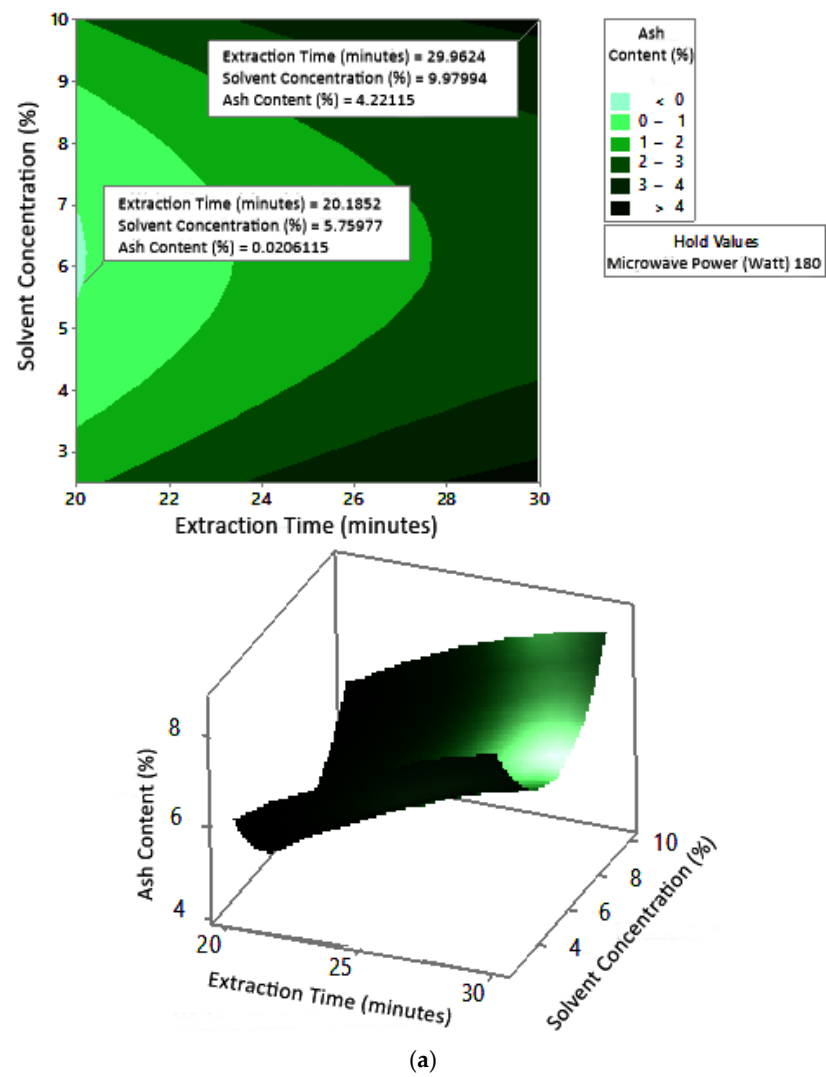 Ash
Content (%)
< 0
0 – 1
1 – 2
2 – 3
3 – 4
> 4
Hold Values
Microwave Power (Watt) 180
Extraction Time (minutes) = 29.9624
Solvent Concentration (%) = 9.97994
Ash Content (%) = 4.22115
Extraction Time (minutes) = 20.1852
Solvent Concentration (%) = 5.75977
Ash Content (%) = 0.0206115
Solvent Concentration (%)
10
9
8
7
6
5
4
3
20
22
24
26
28
30
Extraction Time (minutes)
Ash Content (%)
8
6
4
20
25
30
Extraction Time (minutes)
4
6
8
10
Solvent Concentration (%)
(a)